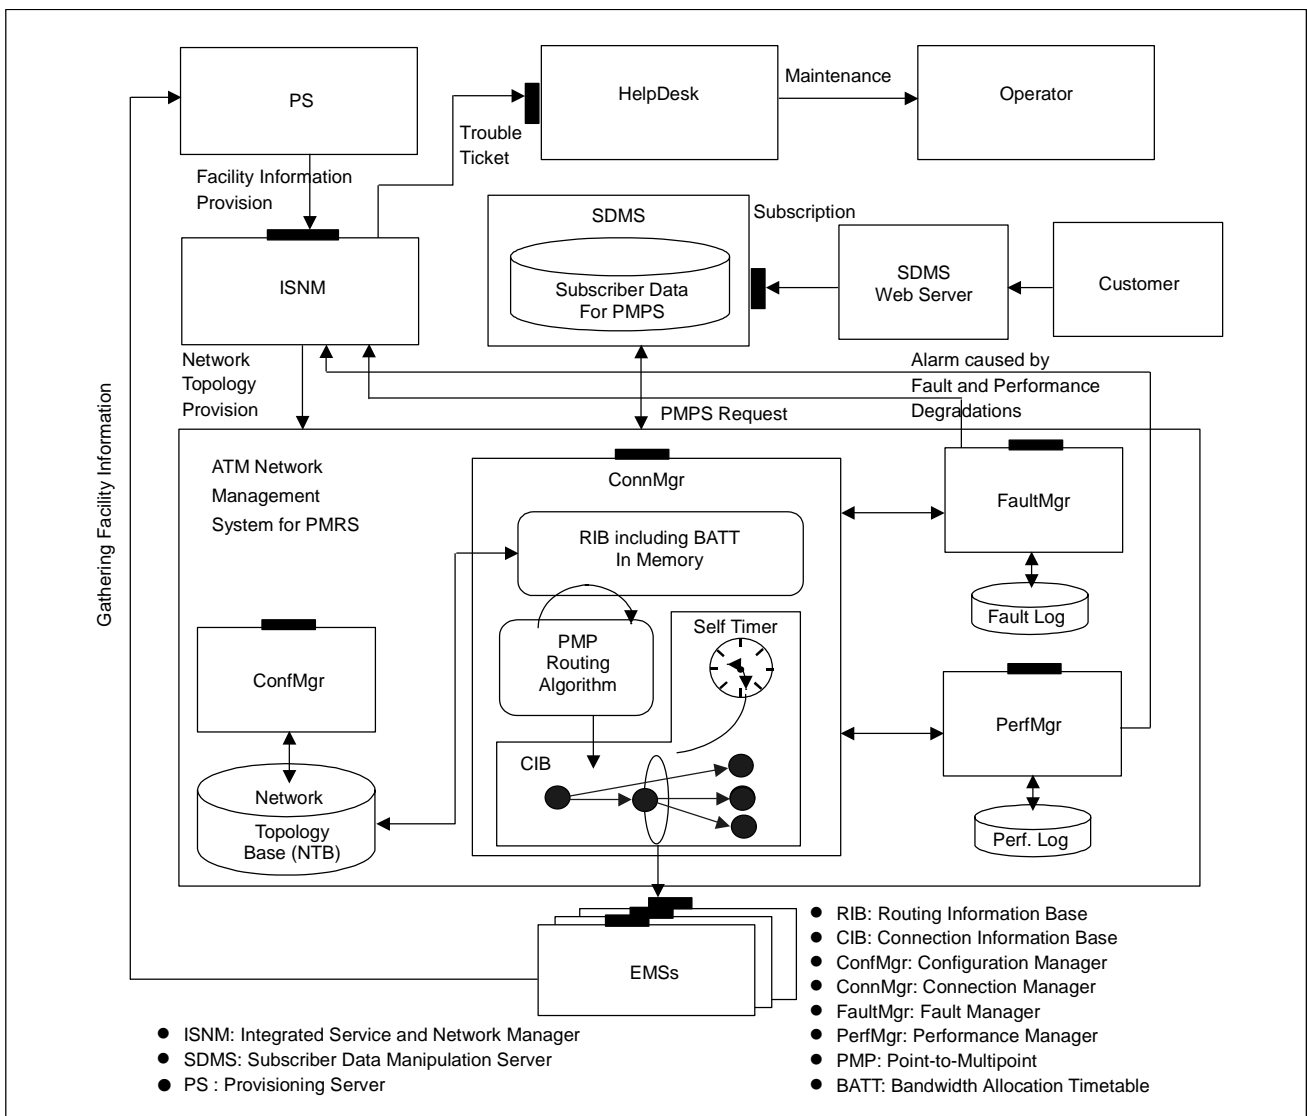 PS
HelpDesk
Maintenance
Operator
Trouble
Ticket
Facility Information
Provision
SDMS
Subscription
Subscriber Data
For PMPS
SDMS
Web Server
Customer
ISNM
Network
Topology
Provision
Alarm caused by
Fault and Performance
Degradations
PMPS Request
Gathering Facility Information
ATM Network
Management
System for PMRS
ConnMgr
RIB including BATT
In Memory
FaultMgr
Fault Log
PMP
Routing
Algorithm
Self Timer
ConfMgr
PerfMgr
CIB
Network
Topology
Base (NTB)
Perf. Log
EMSs
● RIB: Routing Information Base
● CIB: Connection Information Base
● ConfMgr: Configuration Manager
● ConnMgr: Connection Manager
● FaultMgr: Fault Manager
● PerfMgr: Performance Manager
● PMP: Point-to-Multipoint
● BATT: Bandwidth Allocation Timetable
● ISNM: Integrated Service and Network Manager
● SDMS: Subscriber Data Manipulation Server
● PS : Provisioning Server